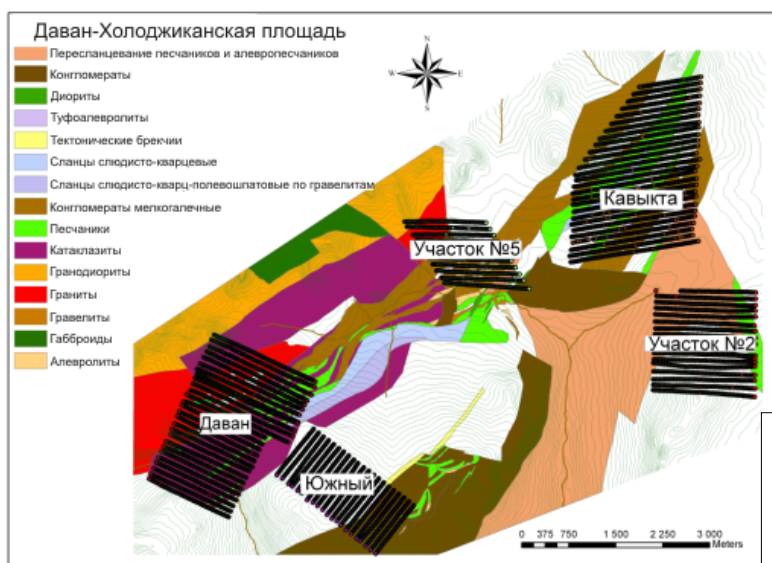 Даван-Холоджиканская площадь
Переслацевание песчаников и алевропесчаников
Конгломераты
Диориты
Туфоалевролиты
Тектонические брекчии
Сланцы слюдисто-кварцевые
Сланцы слюдисто-кварц-полевошпатовые по гравелитам
Конгломераты мелкогалечные
Песчаники
Катаклазиты
Гранодиориты
Граниты
Гравелиты
Габброиды
Алевролиты
N
W E
S
Кавыкта
Участок №5
Участок №2
Даван
Южный
0 375 750 1 500 2 250 3 000
Meters